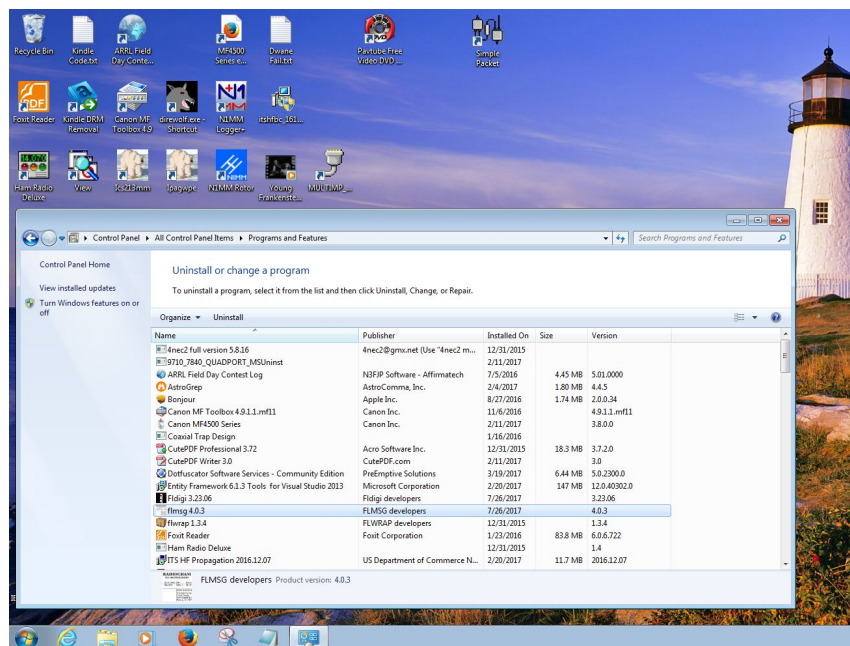 Recycle Bin
Kindle Code.txt
ARRL Field Day Conte...
MF4500 Series e...
Dwane Fail.txt
Pavtube Free Video DVD ...
Simple Packet
PDF
Foxit Reader
Kindle DRM Removal
Canon MF Toolbox 4.9
direwolf.exe - Shortcut
N1MM Logger+
itshfbc_161...
14.070
Ham Radio Deluxe
View
Ics213mm
Ipagwpe
N1MM Rotor
Young Frankenste...
MULTIMP_...
Control Panel All Control Panel Items Programs and Features
Search Programs and Features
Control Panel Home
View installed updates
Turn Windows features on or off
Uninstall or change a program
To uninstall a program, select it from the list and then click Uninstall, Change, or Repair.
Organize Uninstall
Name Publisher Installed On Size Version
4nec2 full version 5.8.16 4nec2@gmx.net (Use "4nec2 m... 12/31/2015
9710_7840_QUADPORT_MSUninst 2/11/2017
ARRL Field Day Contest Log N3FJP Software - Affirmatech 7/5/2016 4.45 MB 5.01.0000
AstroGrep AstroComma, Inc. 2/4/2017 1.80 MB 4.4.5
Bonjour Apple Inc. 8/27/2016 1.74 MB 2.0.0.34
Canon MF Toolbox 4.9.1.1.mf11 Canon Inc. 11/6/2016 4.9.1.1.mf11
Canon MF4500 Series Canon Inc. 2/11/2017 3.8.0.0
Coaxial Trap Design 1/16/2016
CutePDF Professional 3.72 Acro Software Inc. 12/31/2015 18.3 MB 3.7.2.0
CutePDF Writer 3.0 CutePDF.com 2/11/2017 3.0
Dotfuscator Software Services - Community Edition PreEmptive Solutions 3/19/2017 6.44 MB 5.0.2300.0
Entity Framework 6.1.3 Tools for Visual Studio 2013 Microsoft Corporation 2/20/2017 147 MB 12.0.40302.0
Fldigi 3.23.06 Fldigi developers 7/26/2017 3.23.06
flmsg 4.0.3 FLMSG developers 7/26/2017 4.0.3
flwrap 1.3.4 FLWRAP developers 12/31/2015 1.3.4
Foxit Reader Foxit Corporation 1/23/2016 83.8 MB 6.0.6.722
Ham Radio Deluxe 12/31/2015 1.4
ITS HF Propagation 2016.12.07 US Department of Commerce N... 2/20/2017 11.7 MB 2016.12.07
FLMSG developers Product version: 4.0.3